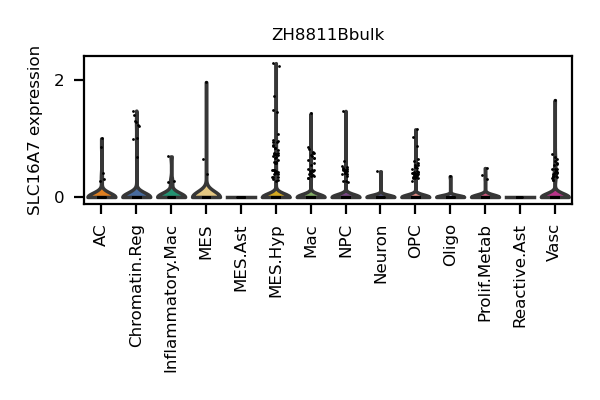 ZH8811Bbulk
SLC16A7 expression
2
0
AC
Chromatin.Reg
Inflammatory.Mac
MES
MES.Ast
MES.Hyp
Mac
NPC
Neuron
OPC
Oligo
Prolif.Metab
Reactive.Ast
Vasc